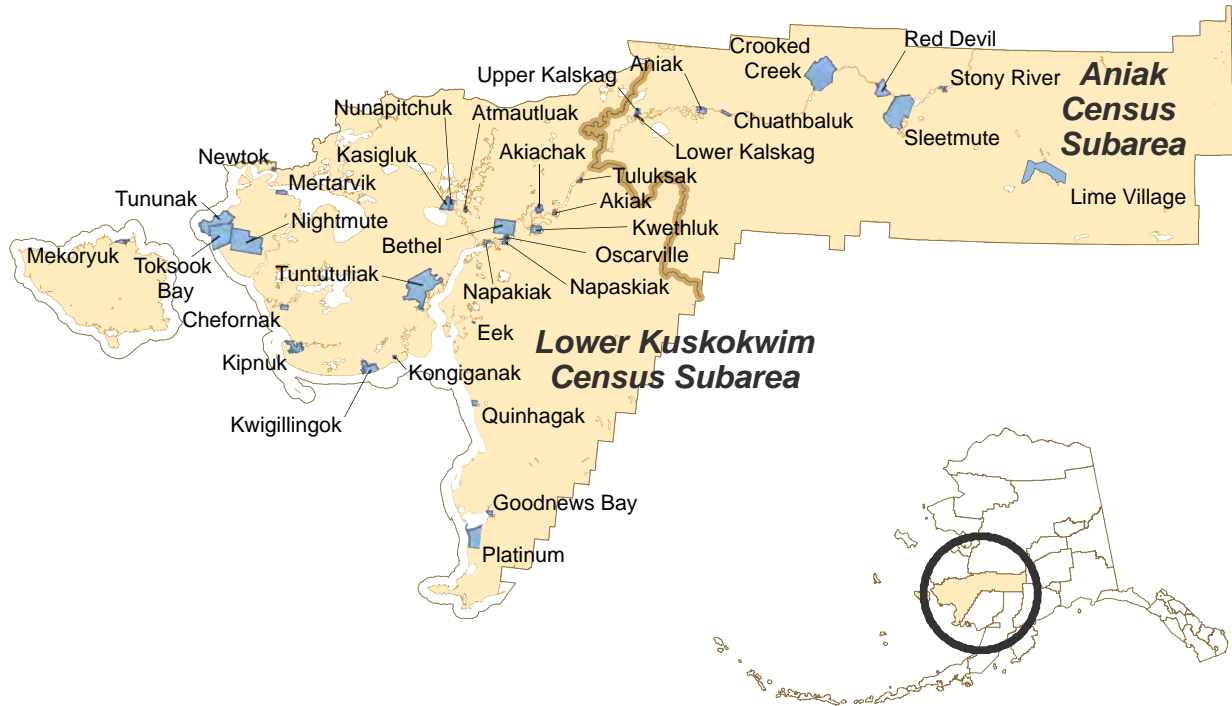 Crooked
Creek
Red Devil
Upper Kalskag
Aniak
Stony River
Aniak
Census
Subarea
Nunapitchuk
Atmautluak
Chuathbaluk
Sleetmute
Kasigluk
Akiachak
Lower Kalskag
Newtok
Mertarvik
Tuluksak
Lime Village
Tununak
Nightmute
Akiak
Kwethluk
Bethel
Oscarville
Mekoryuk
Toksook
Bay
Tuntutuliak
Napakiak
Napaskiak
Chefornak
Eek
Lower Kuskokwim
Census Subarea
Kipnuk
Kongiganak
Kwigillingok
Quinhagak
Goodnews Bay
Platinum